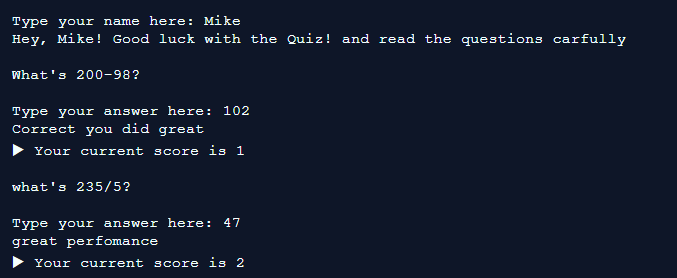 Type your name here: Mike
Hey, Mike! Good luck with the Quiz! and read the questions carfully
What's 200-98?
Type your answer here: 102
Correct you did great
▶ Your current score is 1
what's 235/5?
Type your answer here: 47
great perfomance
▶ Your current score is 2